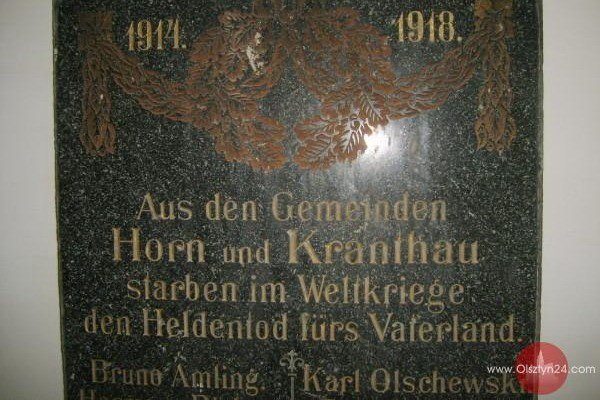 1914. 1918.
Aus den Gemeinden
Horn und Kranthau
starben im Weltkriege
den Heldentod fürs Vaterland.
Bruno Amling. Karl Olschewski.
www.Olsztyn24.com